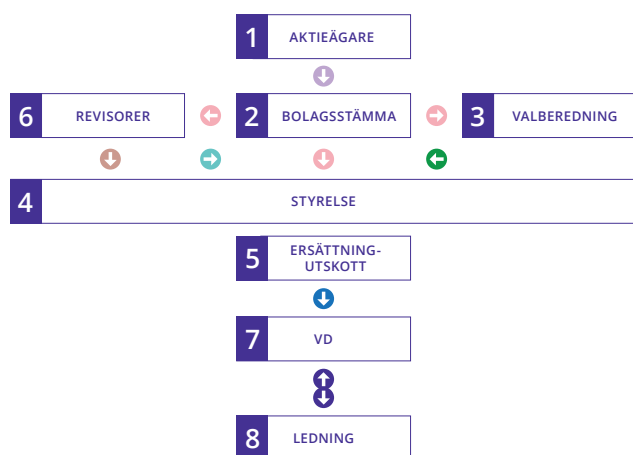 1 AKTIEÄGARE
6 REVISORER
2 BOLAGSSTÄMMA
3 VALBEREDNING
4 STYRELSE
5 ERSÄTTNING-
UTSKOTT
7 VD
8 LEDNING